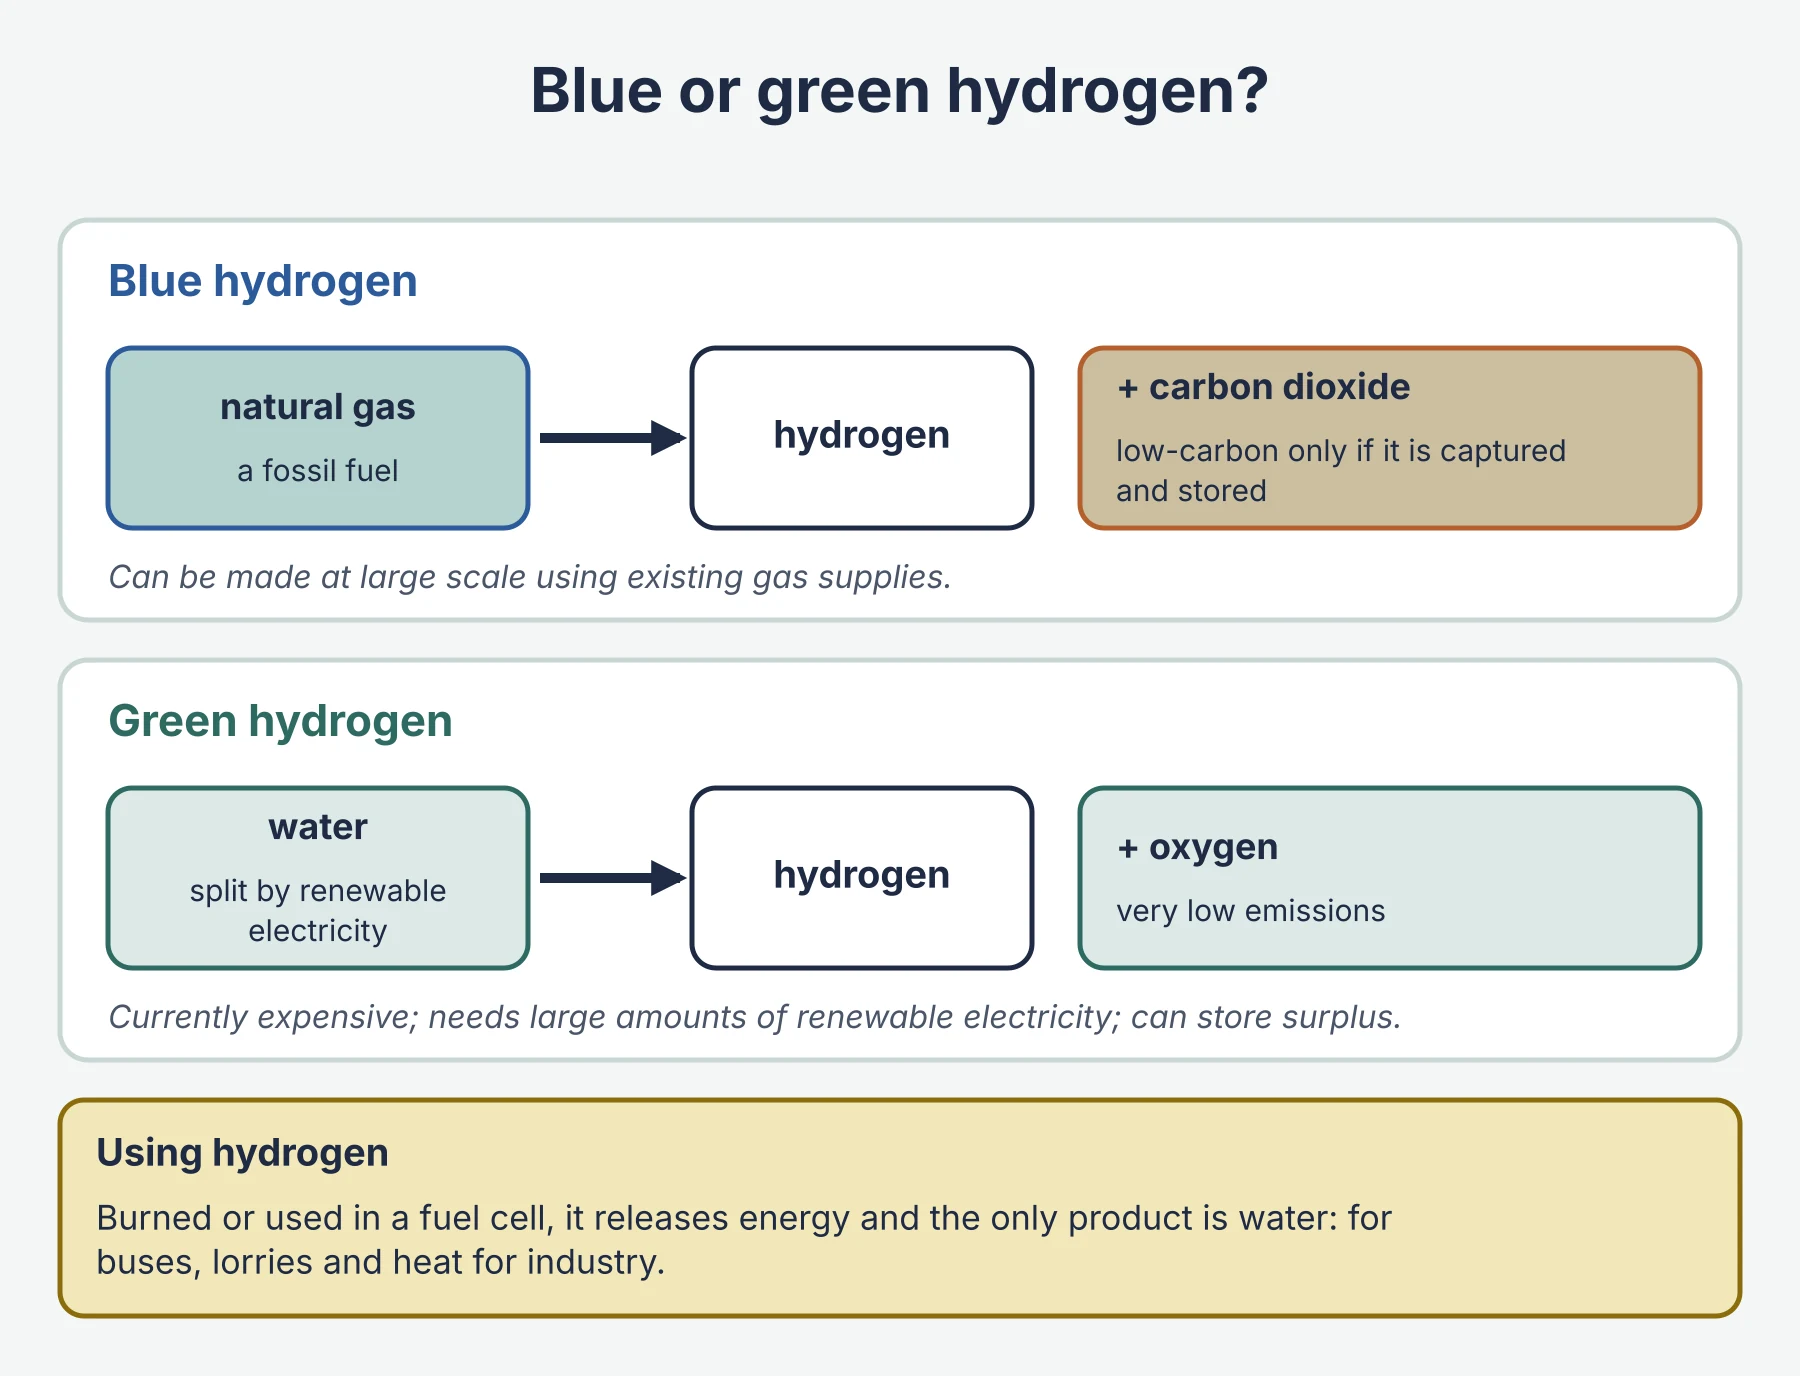 Blue or green hydrogen?
Blue hydrogen
natural gas
a fossil fuel
hydrogen
+ carbon dioxide
low-carbon only if it is captured
and stored
Can be made at large scale using existing gas supplies.
Green hydrogen
water
split by renewable
electricity
hydrogen
+ oxygen
very low emissions
Currently expensive; needs large amounts of renewable electricity; can store surplus.
Using hydrogen
Burned or used in a fuel cell, it releases energy and the only product is water: for
buses, lorries and heat for industry.